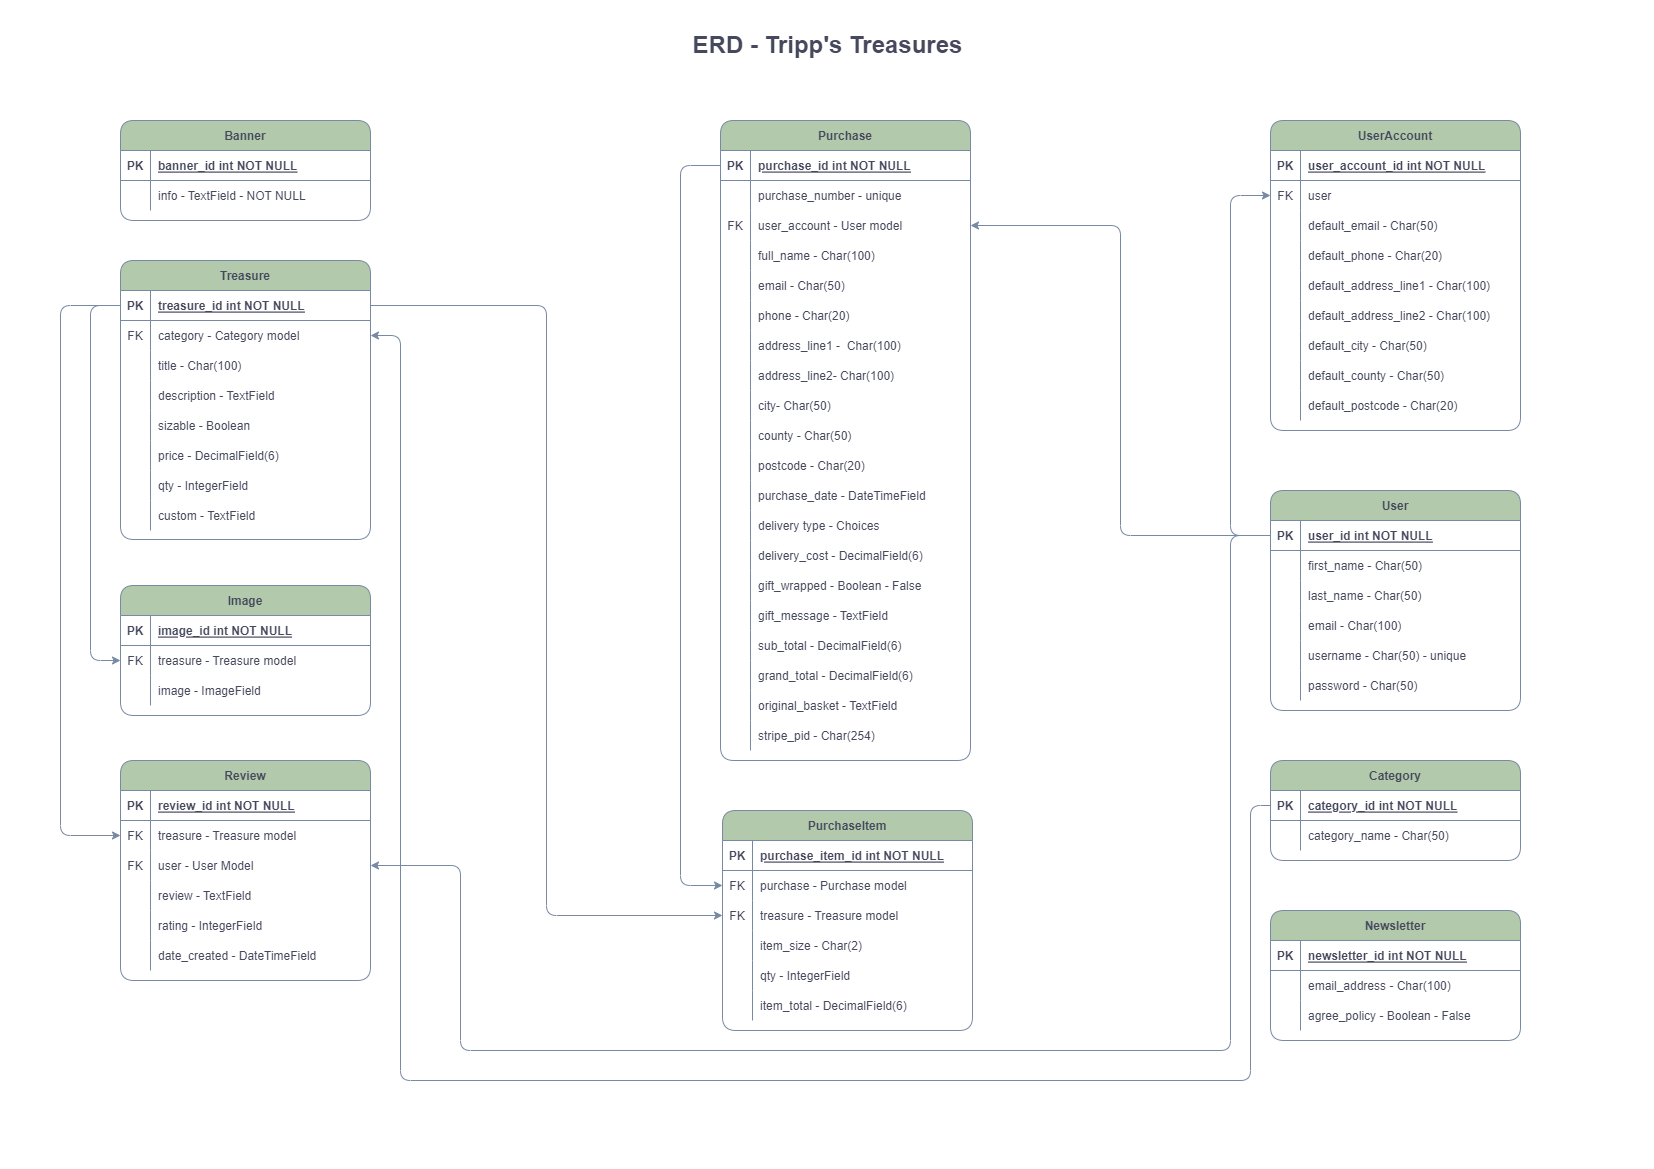 ERD - Tripp's Treasures
Banner
PK banner_id int NOT NULL
info - TextField - NOT NULL
Treasure
PK treasure_id int NOT NULL
FK category - Category model
title - Char(100)
description - TextField
sizable - Boolean
price - DecimalField(6)
qty - IntegerField
custom - TextField
Image
PK image_id int NOT NULL
FK treasure - Treasure model
image - ImageField
Review
PK review_id int NOT NULL
FK treasure - Treasure model
FK user - User Model
review - TextField
rating - IntegerField
date_created - DateTimeField
Purchase
PK purchase_id int NOT NULL
purchase_number - unique
FK user_account - User model
full_name - Char(100)
email - Char(50)
phone - Char(20)
address_line1 -  Char(100)
address_line2- Char(100)
city- Char(50)
county - Char(50)
postcode - Char(20)
purchase_date - DateTimeField
delivery type - Choices
delivery_cost - DecimalField(6)
gift_wrapped - Boolean - False
gift_message - TextField
sub_total - DecimalField(6)
grand_total - DecimalField(6)
original_basket - TextField
stripe_pid - Char(254)
PurchaseItem
PK purchase_item_id int NOT NULL
FK purchase - Purchase model
FK treasure - Treasure model
item_size - Char(2)
qty - IntegerField
item_total - DecimalField(6)
UserAccount
PK user_account_id int NOT NULL
FK user
default_email - Char(50)
default_phone - Char(20)
default_address_line1 - Char(100)
default_address_line2 - Char(100)
default_city - Char(50)
default_county - Char(50)
default_postcode - Char(20)
User
PK user_id int NOT NULL
first_name - Char(50)
last_name - Char(50)
email - Char(100)
username - Char(50) - unique
password - Char(50)
Category
PK category_id int NOT NULL
category_name - Char(50)
Newsletter
PK newsletter_id int NOT NULL
email_address - Char(100)
agree_policy - Boolean - False